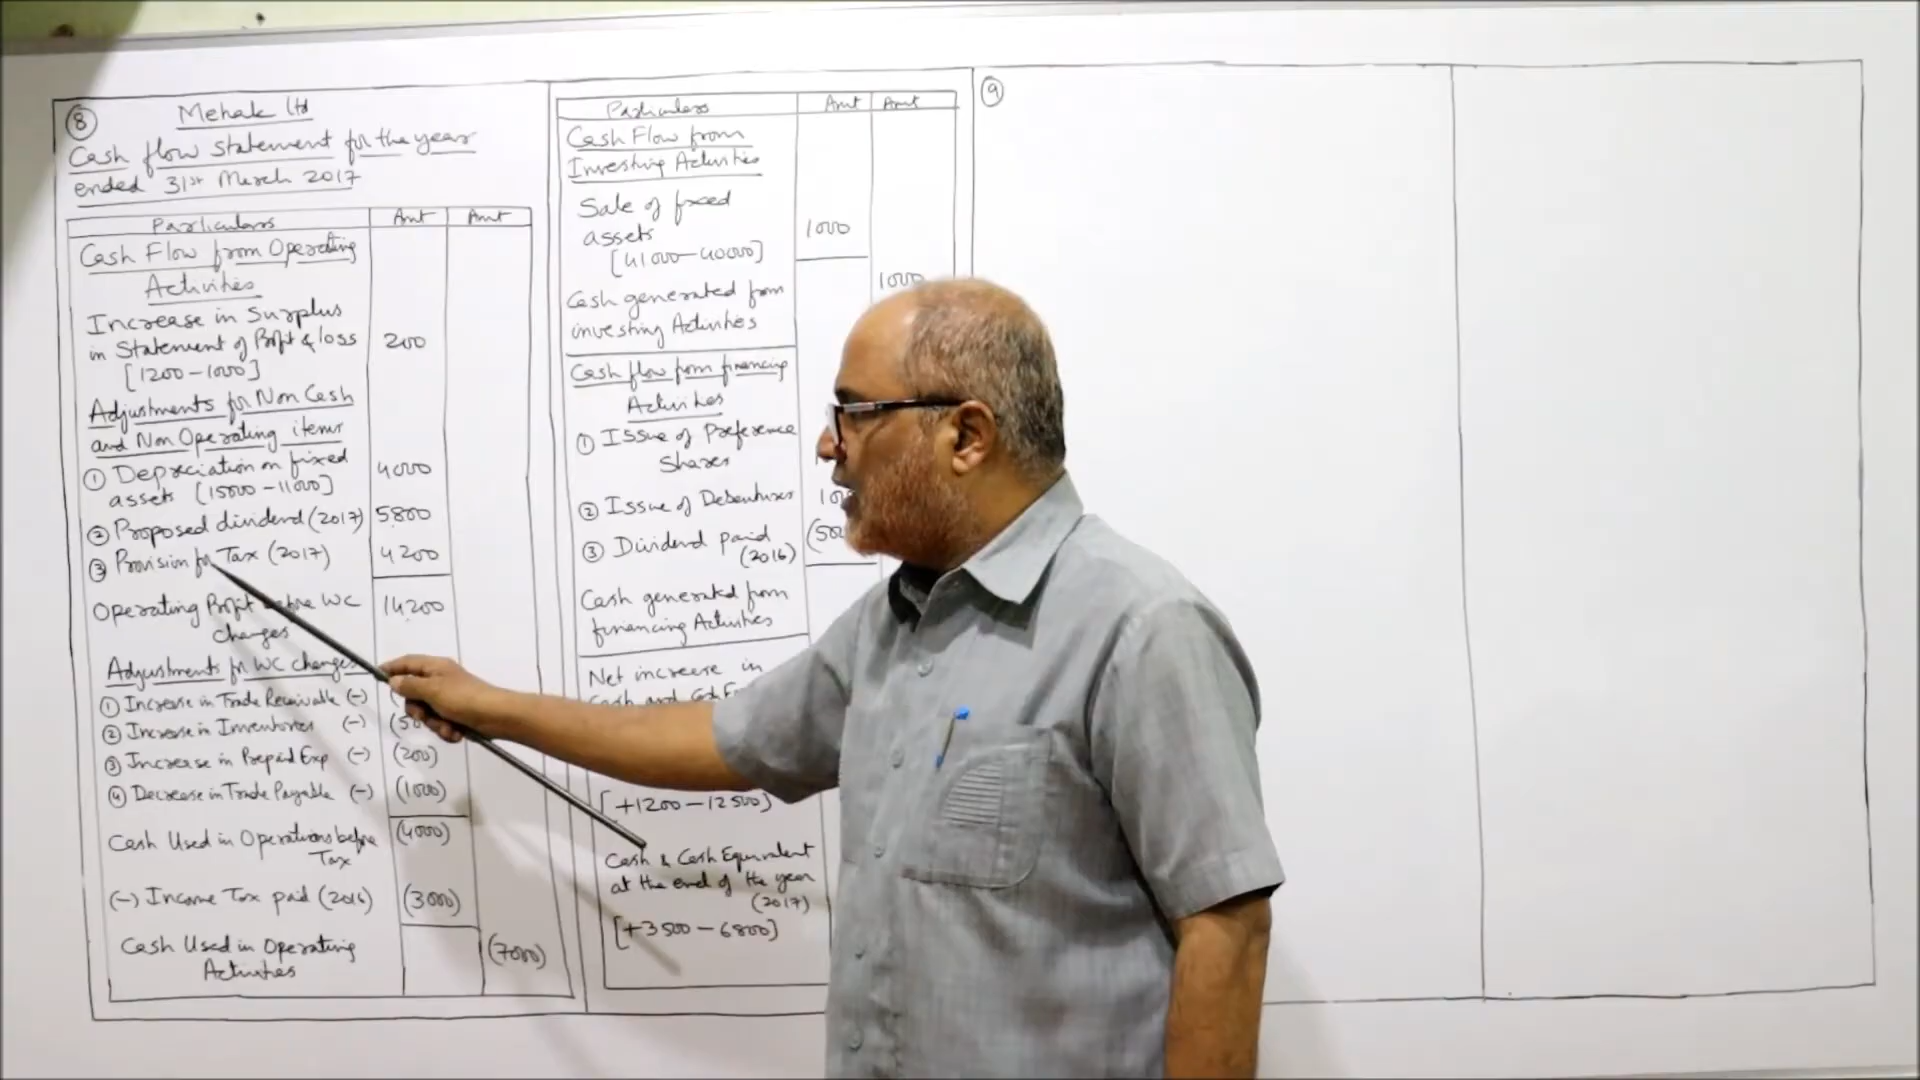 8
Mehak ltd
Cash flow statement for the year
ended 31st March 2017
Particulars Amt Amt
Cash Flow from Operating
Activities
Increase in Surplus
in Statement of Profit & loss 200
[1200-1000]
Adjustments for Non Cash
and Non Operating items
1 Depreciation on fixed 4000
assets [15000-11000]
2 Proposed dividend (2017) 5800
3 Provision for Tax (2017) 4200
Operating Profit before WC 14,200
changes
Adjustments for WC changes
1 Increase in Trade Receivable (-)
2 Increase in Inventories (-)
3 Increase in Prepaid Exp (-) (200)
4 Decrease in Trade Payable (-) (1000)
Cash Used in Operations before (4000)
Tax
(-) Income Tax paid (2016) (3000)
Cash Used in Operating (7000)
Activities
Particulars Amt Amt
Cash Flow from
Investing Activities
Sale of fixed
assets 1000
[41000-40000]
1000
Cash generated from
investing Activities
Cash flow from financing
Activities
1 Issue of Preference
Shares
2 Issue of Debentures
3 Dividend paid
(2016)
Cash generated from
financing Activities
Net increase in
Cash and
[+1200-12500]
Cash & Cash Equivalent
at the end of the year
(2017)
[+3500-6800]
9